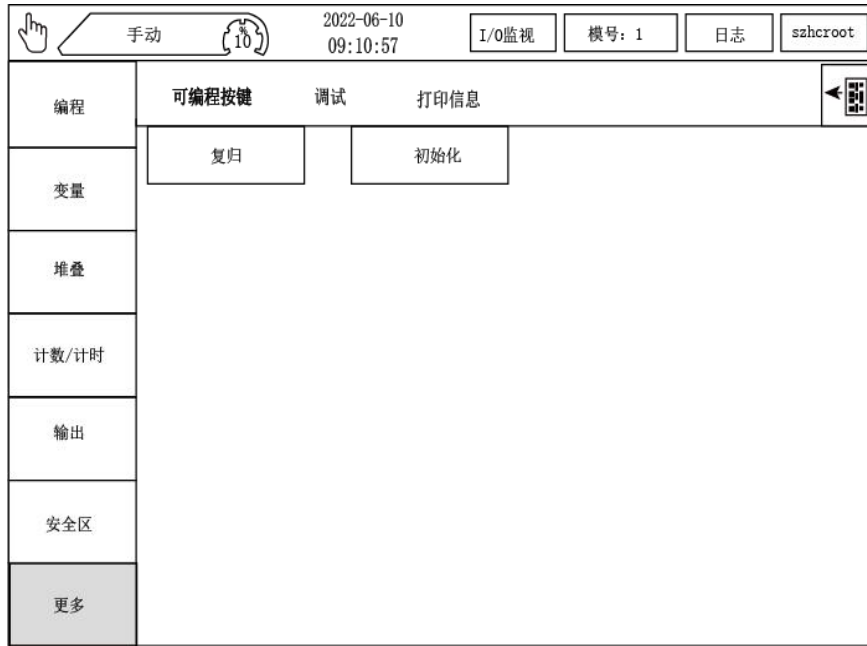 手动
%
10
2022-06-10
09:10:57
I/O监视
模号：1
日志
szhcroot
编程
变量
堆叠
计数/计时
输出
安全区
更多
可编程按键
调试
打印信息
复归
初始化